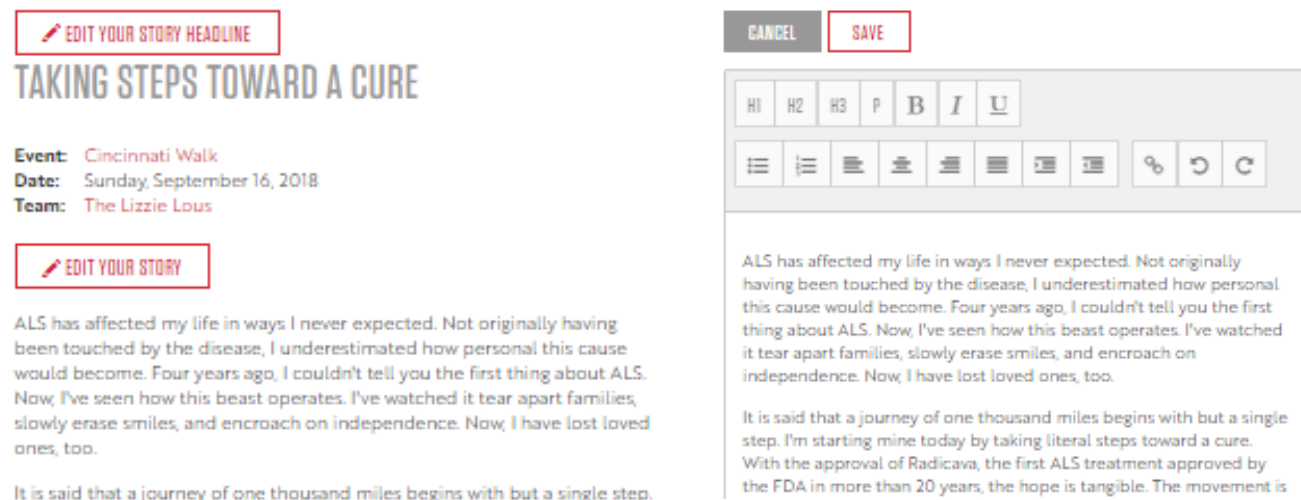 EDIT YOUR STORY HEADLINE
TAKING STEPS TOWARD A CURE
Event: Cincinnati Walk
Date: Sunday, September 16, 2018
Team: The Lizzie Lous
EDIT YOUR STORY
ALS has affected my life in ways I never expected. Not originally having
been touched by the disease, I underestimated how personal this cause
would become. Four years ago, I couldn't tell you the first thing about ALS.
Now, I've seen how this beast operates. I've watched it tear apart families,
slowly erase smiles, and encroach on independence. Now, I have lost loved
ones, too.
It is said that a journey of one thousand miles begins with but a single step.
CANCEL SAVE
H1 H2 H3 P B I U
ALS has affected my life in ways I never expected. Not originally
having been touched by the disease, I underestimated how personal
this cause would become. Four years ago, I couldn't tell you the first
thing about ALS. Now, I've seen how this beast operates. I've watched
it tear apart families, slowly erase smiles, and encroach on
independence. Now, I have lost loved ones, too.
It is said that a journey of one thousand miles begins with but a single
step. I'm starting mine today by taking literal steps toward a cure.
With the approval of Radicava, the first ALS treatment approved by
the FDA in more than 20 years, the hope is tangible. The movement is